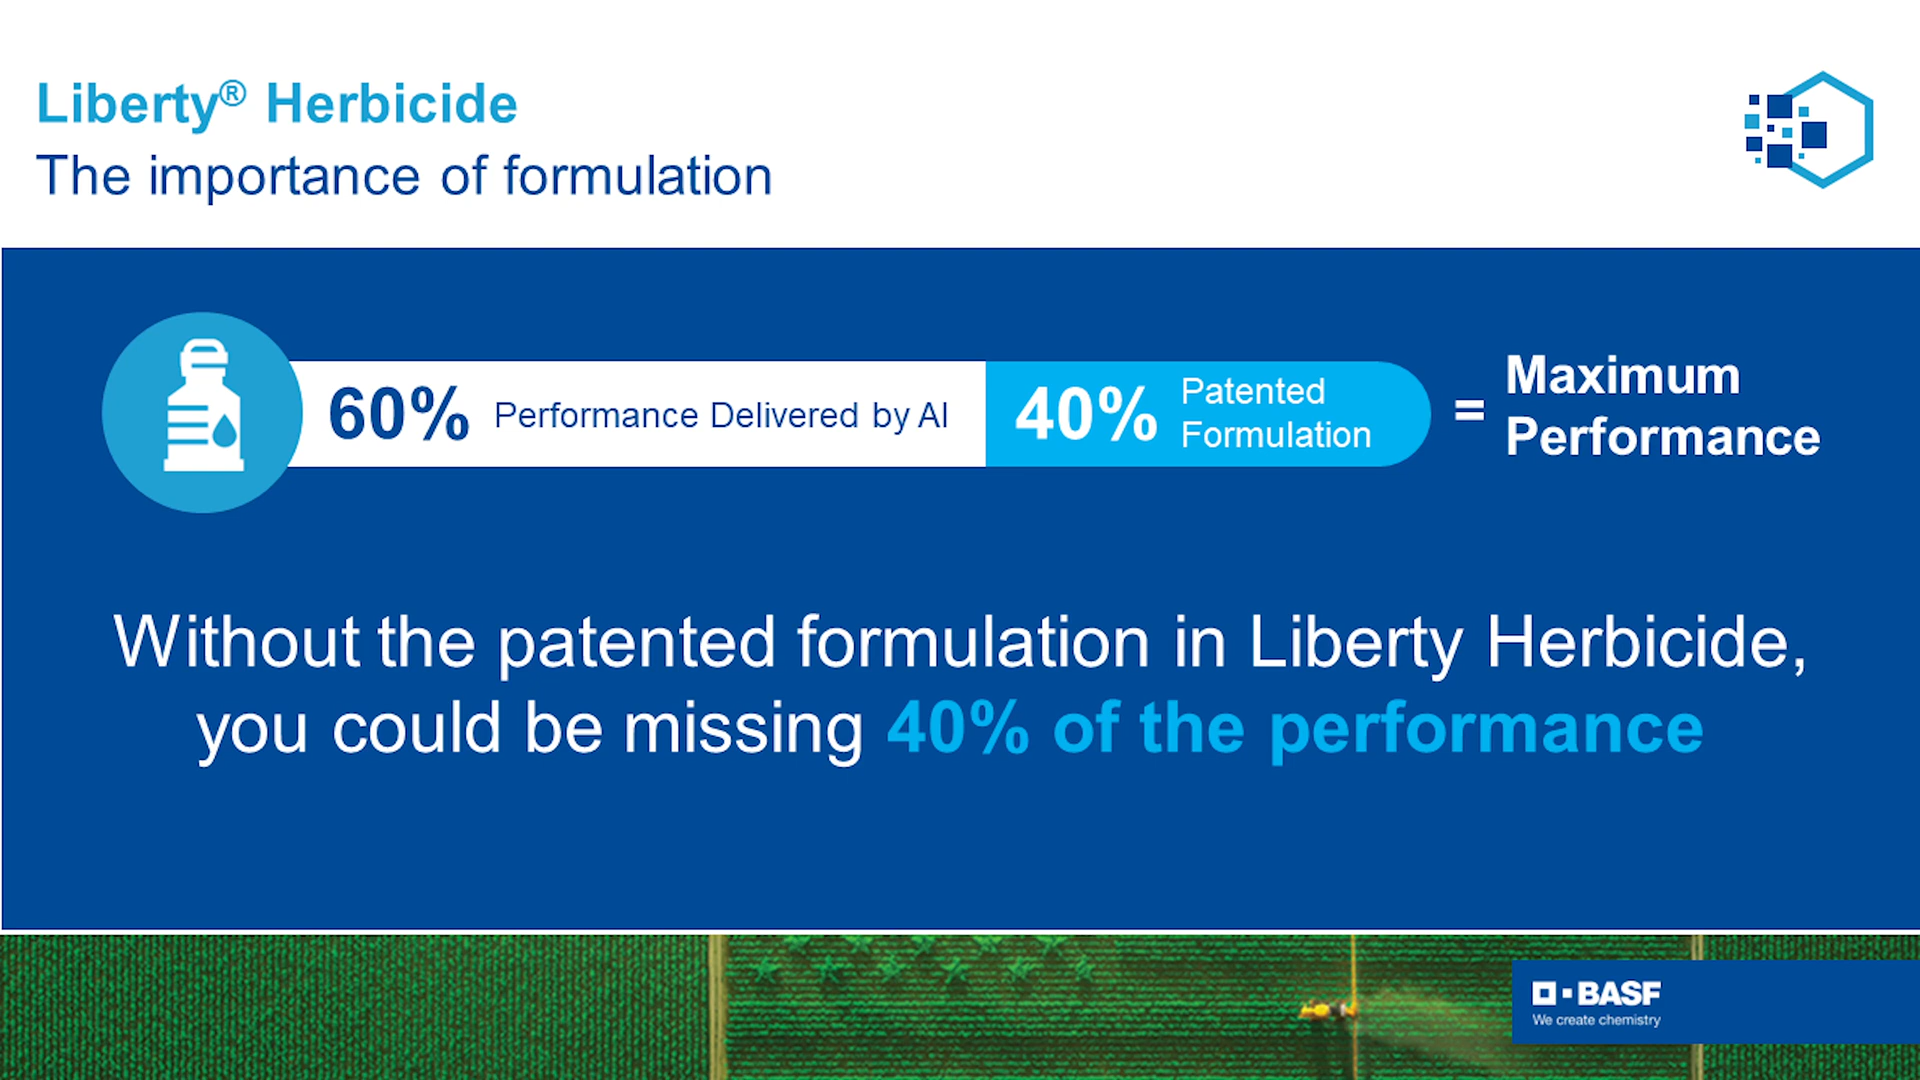 Liberty® Herbicide
The importance of formulation
60% Performance Delivered by AI
40% Patented
Formulation
=
Maximum
Performance
Without the patented formulation in Liberty Herbicide,
you could be missing 40% of the performance
BASF
We create chemistry